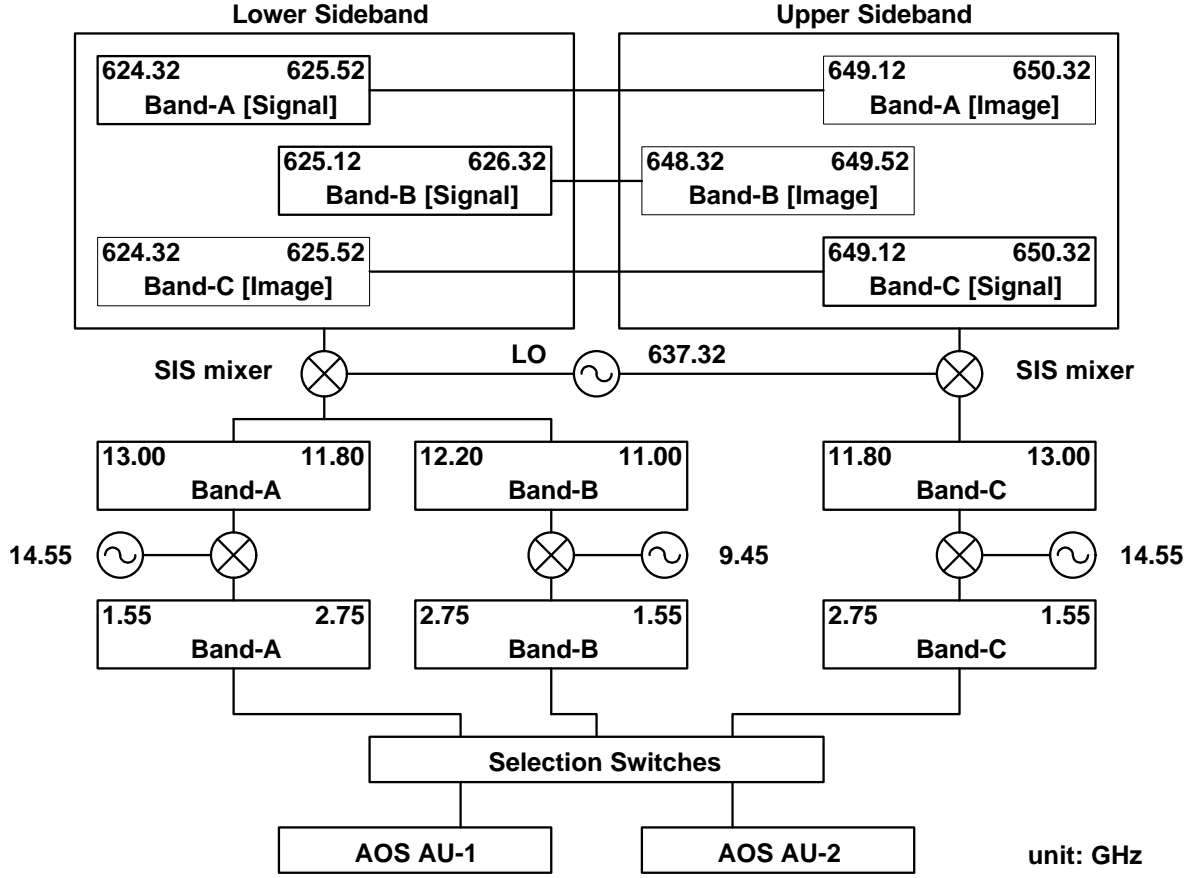 Lower Sideband Upper Sideband
624.32 625.52 649.12 650.32
Band-A [Signal] Band-A [Image]
625.12 626.32 648.32 649.52
Band-B [Signal] Band-B [Image]
624.32 625.52 649.12 650.32
Band-C [Image] Band-C [Signal]
SIS mixer LO 637.32 SIS mixer
13.00 11.80 12.20 11.00 11.80 13.00
Band-A Band-B Band-C
14.55 9.45 14.55
1.55 2.75 2.75 1.55 2.75 1.55
Band-A Band-B Band-C
Selection Switches
AOS AU-1 AOS AU-2 unit: GHz